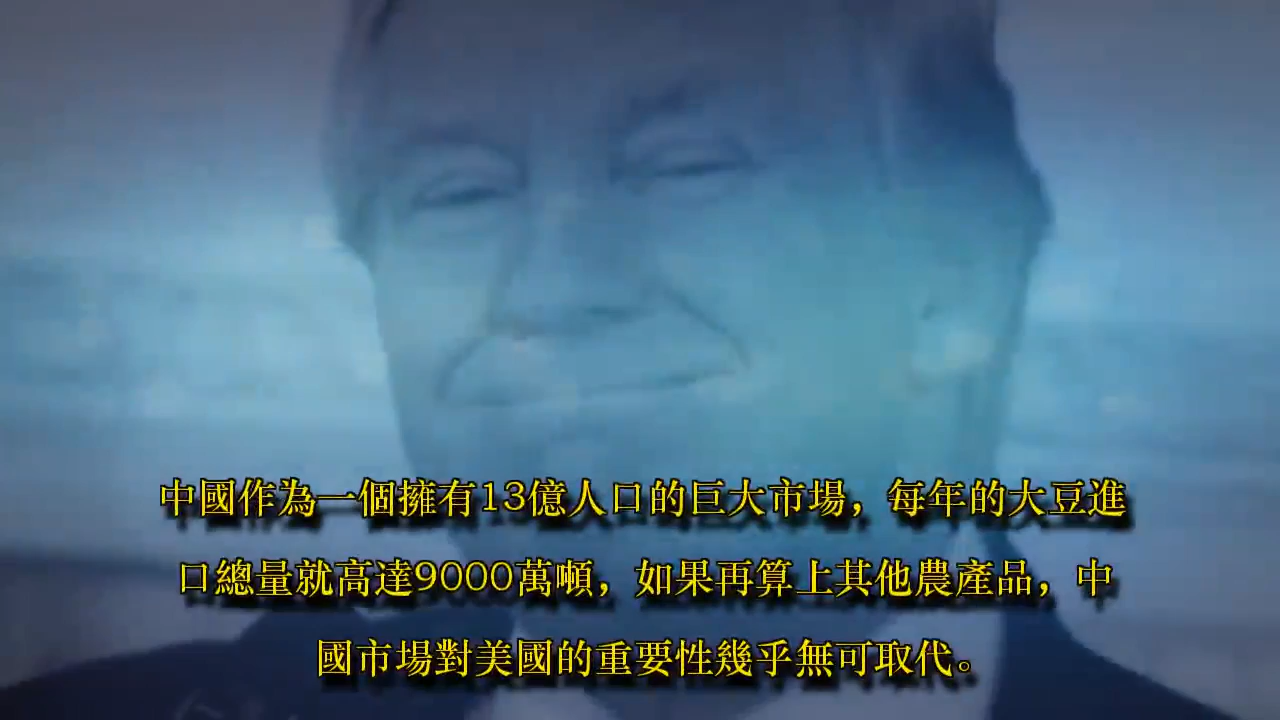 中國作為一個擁有13億人口的巨大市場，每年的大豆進
口總量就高達9000萬噸，如果再算上其他農產品，中
國市場對美國的重要性幾乎無可取代。